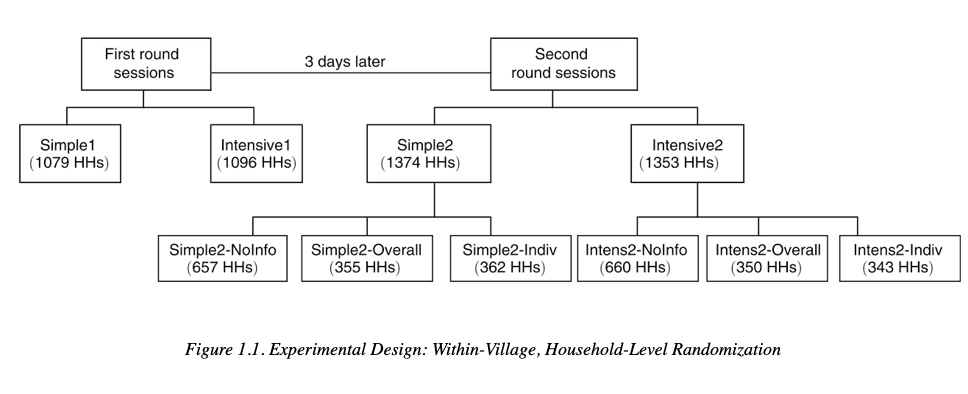 First round
sessions
3 days later
Second
round sessions
Simple1
(1079 HHs)
Intensive1
(1096 HHs)
Simple2
(1374 HHs)
Intensive2
(1353 HHs)
Simple2-NoInfo
(657 HHs)
Simple2-Overall
(355 HHs)
Simple2-Indiv
(362 HHs)
Intens2-NoInfo
(660 HHs)
Intens2-Overall
(350 HHs)
Intens2-Indiv
(343 HHs)
Figure 1.1. Experimental Design: Within-Village, Household-Level Randomization